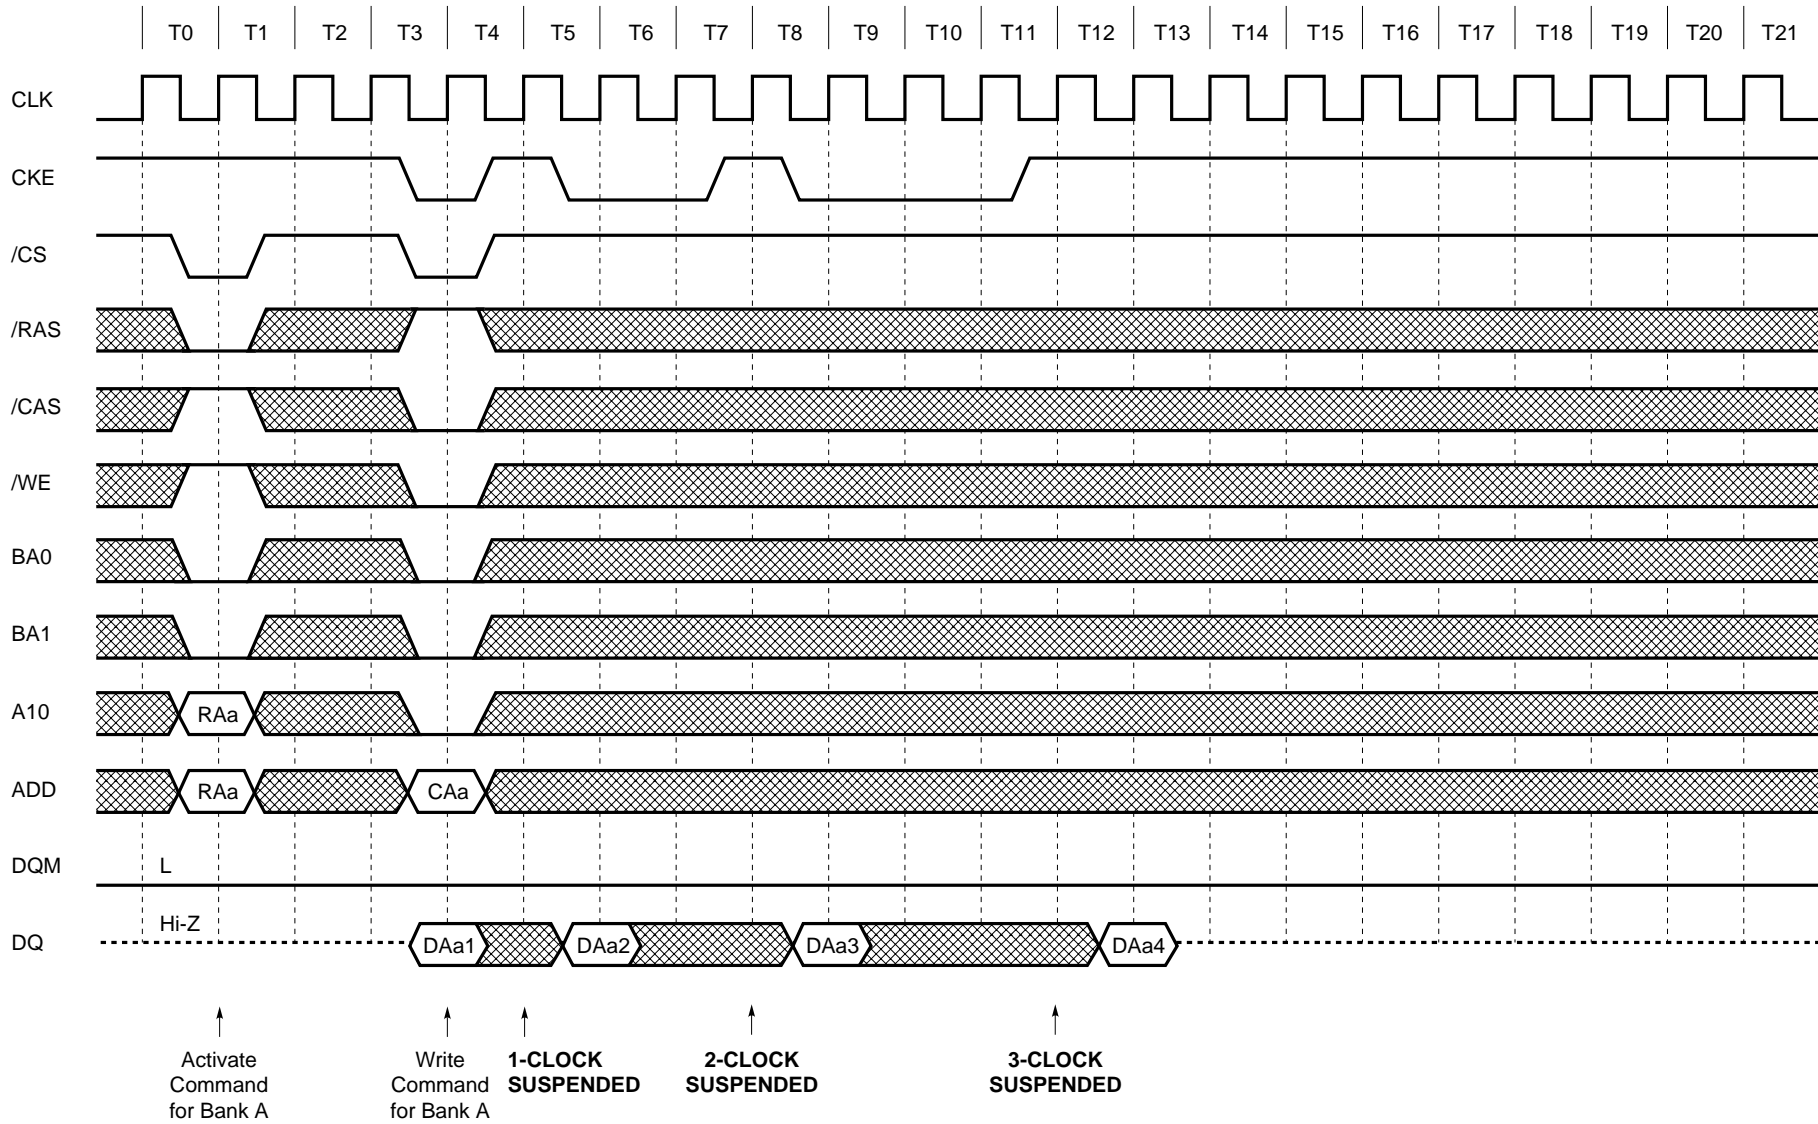 T0 T1 T2 T3 T4 T5 T6 T7 T8 T9 T10 T11 T12 T13 T14 T15 T16 T17 T18 T19 T20 T21
CLK
CKE
/CS
/RAS
/CAS
/WE
BA0
BA1
A10 RAa
ADD RAa CAa
DQM L
Hi-Z
DQ DAa1 DAa2 DAa3 DAa4
Activate
Command
for Bank A
Write
Command
for Bank A
1-CLOCK
SUSPENDED
2-CLOCK
SUSPENDED
3-CLOCK
SUSPENDED